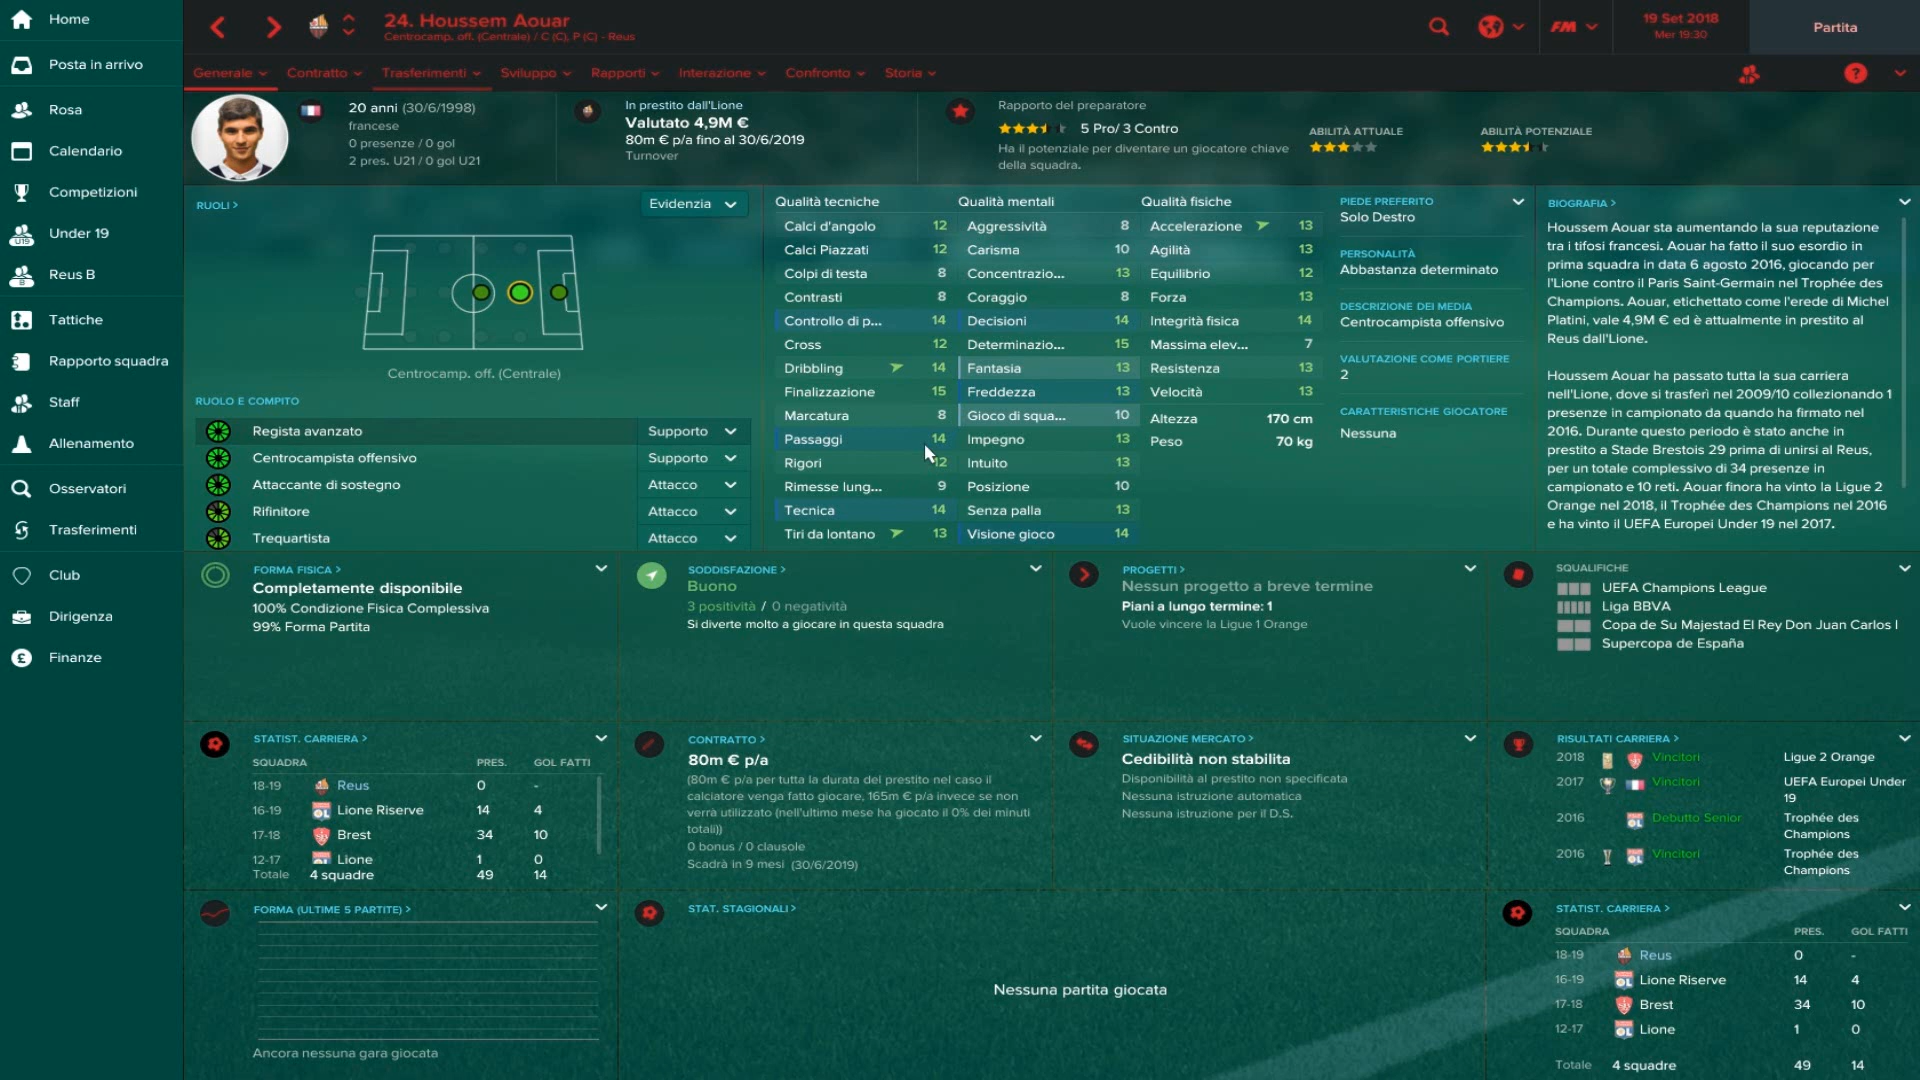 Home
Posta in arrivo
Rosa
Calendario
Competizioni
Under 19
Reus B
Tattiche
Rapporto squadra
Staff
Allenamento
Osservatori
Trasferimenti
Club
Dirigenza
Finanze
24. Houssem Aouar
Centrocamp. off. (Centrale) / C (C), P (C) - Reus
FM
19 Set 2018
Mer 19:30
Partita
Generale
Contratto
Trasferimenti
Sviluppo
Rapporti
Interazione
Confronto
Storia
20 anni (30/6/1998)
francese
0 presenze / 0 gol
2 pres. U21 / 0 gol U21
In prestito dall'Lione
Valutato 4,9M €
80m € p/a fino al 30/6/2019
Turnover
Rapporto del preparatore
5 Pro/ 3 Contro
Ha il potenziale per diventare un giocatore chiave
della squadra.
ABILITÀ ATTUALE
ABILITÀ POTENZIALE
RUOLI >
Evidenzia
Centrocamp. off. (Centrale)
RUOLO E COMPITO
Regista avanzato Supporto
Centrocampista offensivo Supporto
Attaccante di sostegno Attacco
Rifinitore Attacco
Trequartista Attacco
Qualità tecniche
Calci d'angolo 12
Calci Piazzati 12
Colpi di testa 8
Contrasti 8
Controllo di p... 14
Cross 12
Dribbling 14
Finalizzazione 15
Marcatura 8
Passaggi 14
Rigori 12
Rimesse lung... 9
Tecnica 14
Tiri da lontano 13
Qualità mentali
Aggressività 8
Carisma 10
Concentrazio... 13
Coraggio 8
Decisioni 14
Determinazio... 15
Fantasia 13
Freddezza 13
Gioco di squa... 10
Impegno 13
Intuito 13
Posizione 10
Senza palla 13
Visione gioco 14
Qualità fisiche
Accelerazione 13
Agilità 13
Equilibrio 12
Forza 13
Integrità fisica 14
Massima elev... 7
Resistenza 13
Velocità 13
Altezza 170 cm
Peso 70 kg
PIEDE PREFERITO
Solo Destro
PERSONALITÀ
Abbastanza determinato
DESCRIZIONE DEI MEDIA
Centrocampista offensivo
VALUTAZIONE COME PORTIERE
2
CARATTERISTICHE GIOCATORE
Nessuna
BIOGRAFIA >
Houssem Aouar sta aumentando la sua reputazione
tra i tifosi francesi. Aouar ha fatto il suo esordio in
prima squadra in data 6 agosto 2016, giocando per
l'Lione contro il Paris Saint-Germain nel Trophée des
Champions. Aouar, etichettato come l'erede di Michel
Platini, vale 4,9M € ed è attualmente in prestito al
Reus dall'Lione.
Houssem Aouar ha passato tutta la sua carriera
nell'Lione, dove si trasferì nel 2009/10 collezionando 1
presenze in campionato da quando ha firmato nel
2016. Durante questo periodo è stato anche in
prestito a Stade Brestois 29 prima di unirsi al Reus,
per un totale complessivo di 34 presenze in
campionato e 10 reti. Aouar finora ha vinto la Ligue 2
Orange nel 2018, il Trophée des Champions nel 2016
e ha vinto il UEFA Europei Under 19 nel 2017.
FORMA FISICA >
Completamente disponibile
100% Condizione Fisica Complessiva
99% Forma Partita
SODDISFAZIONE >
Buono
3 positività / 0 negatività
Si diverte molto a giocare in questa squadra
PROGETTI >
Nessun progetto a breve termine
Piani a lungo termine: 1
Vuole vincere la Ligue 1 Orange
SQUALIFICHE
UEFA Champions League
Liga BBVA
Copa de Su Majestad El Rey Don Juan Carlos I
Supercopa de España
STATIST. CARRIERA >
SQUADRA PRES. GOL FATTI
18-19 Reus 0 -
16-19 Lione Riserve 14 4
17-18 Brest 34 10
12-17 Lione 1 0
Totale 4 squadre 49 14
CONTRATTO >
80m € p/a
(80m € p/a per tutta la durata del prestito nel caso il
calciatore venga fatto giocare, 165m € p/a invece se non
verrà utilizzato (nell'ultimo mese ha giocato il 0% dei minuti
totali))
0 bonus / 0 clausole
Scadrà in 9 mesi (30/6/2019)
SITUAZIONE MERCATO >
Cedibilità non stabilita
Disponibilità al prestito non specificata
Nessuna istruzione automatica
Nessuna istruzione per il D.S.
RISULTATI CARRIERA >
2018 Vincitori Ligue 2 Orange
2017 Vincitori UEFA Europei Under
19
2016 Debutto Senior Trophée des
Champions
2016 Vincitori Trophée des
Champions
FORMA (ULTIME 5 PARTITE) >
Ancora nessuna gara giocata
STAT. STAGIONALI >
Nessuna partita giocata
STATIST. CARRIERA >
SQUADRA PRES. GOL FATTI
18-19 Reus 0 -
16-19 Lione Riserve 14 4
17-18 Brest 34 10
12-17 Lione 1 0
Totale 4 squadre 49 14